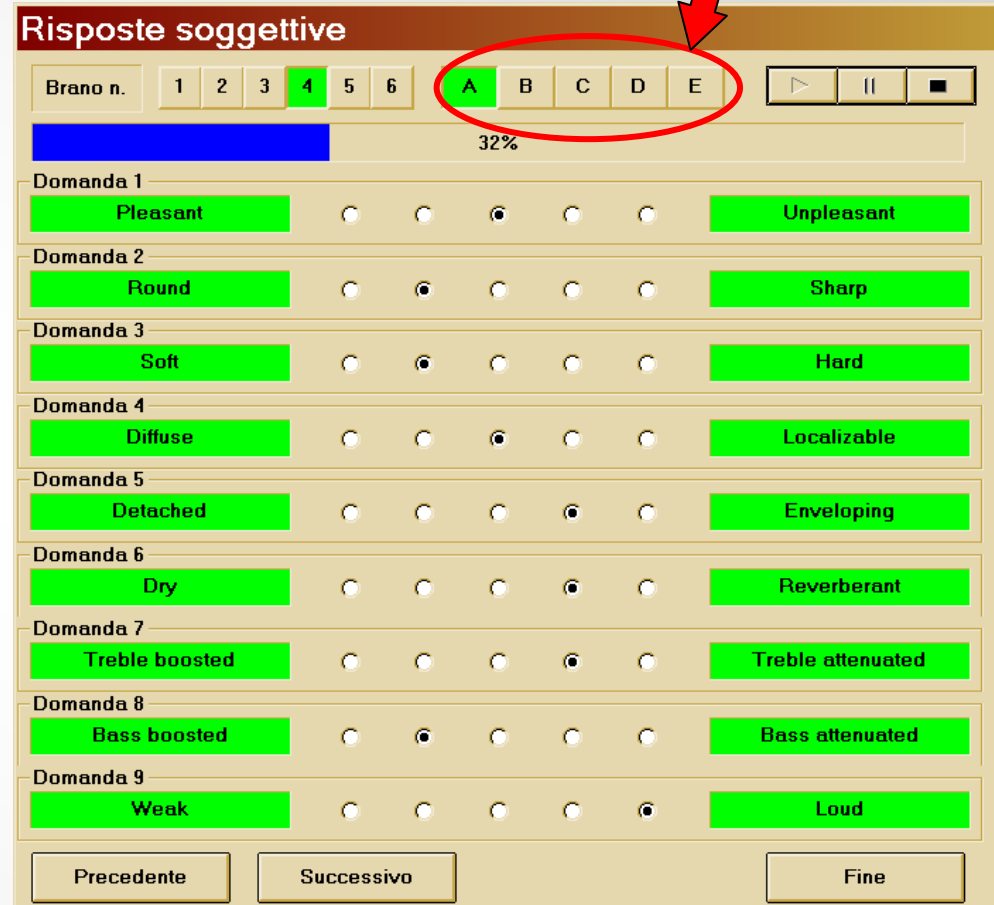 Risposte soggettive
Brano n. 1 2 3 4 5 6 A B C D E
32%
Domanda 1
Pleasant Unpleasant
Domanda 2
Round Sharp
Domanda 3
Soft Hard
Domanda 4
Diffuse Localizable
Domanda 5
Detached Enveloping
Domanda 6
Dry Reverberant
Domanda 7
Treble boosted Treble attenuated
Domanda 8
Bass boosted Bass attenuated
Domanda 9
Weak Loud
Precedente Successivo Fine